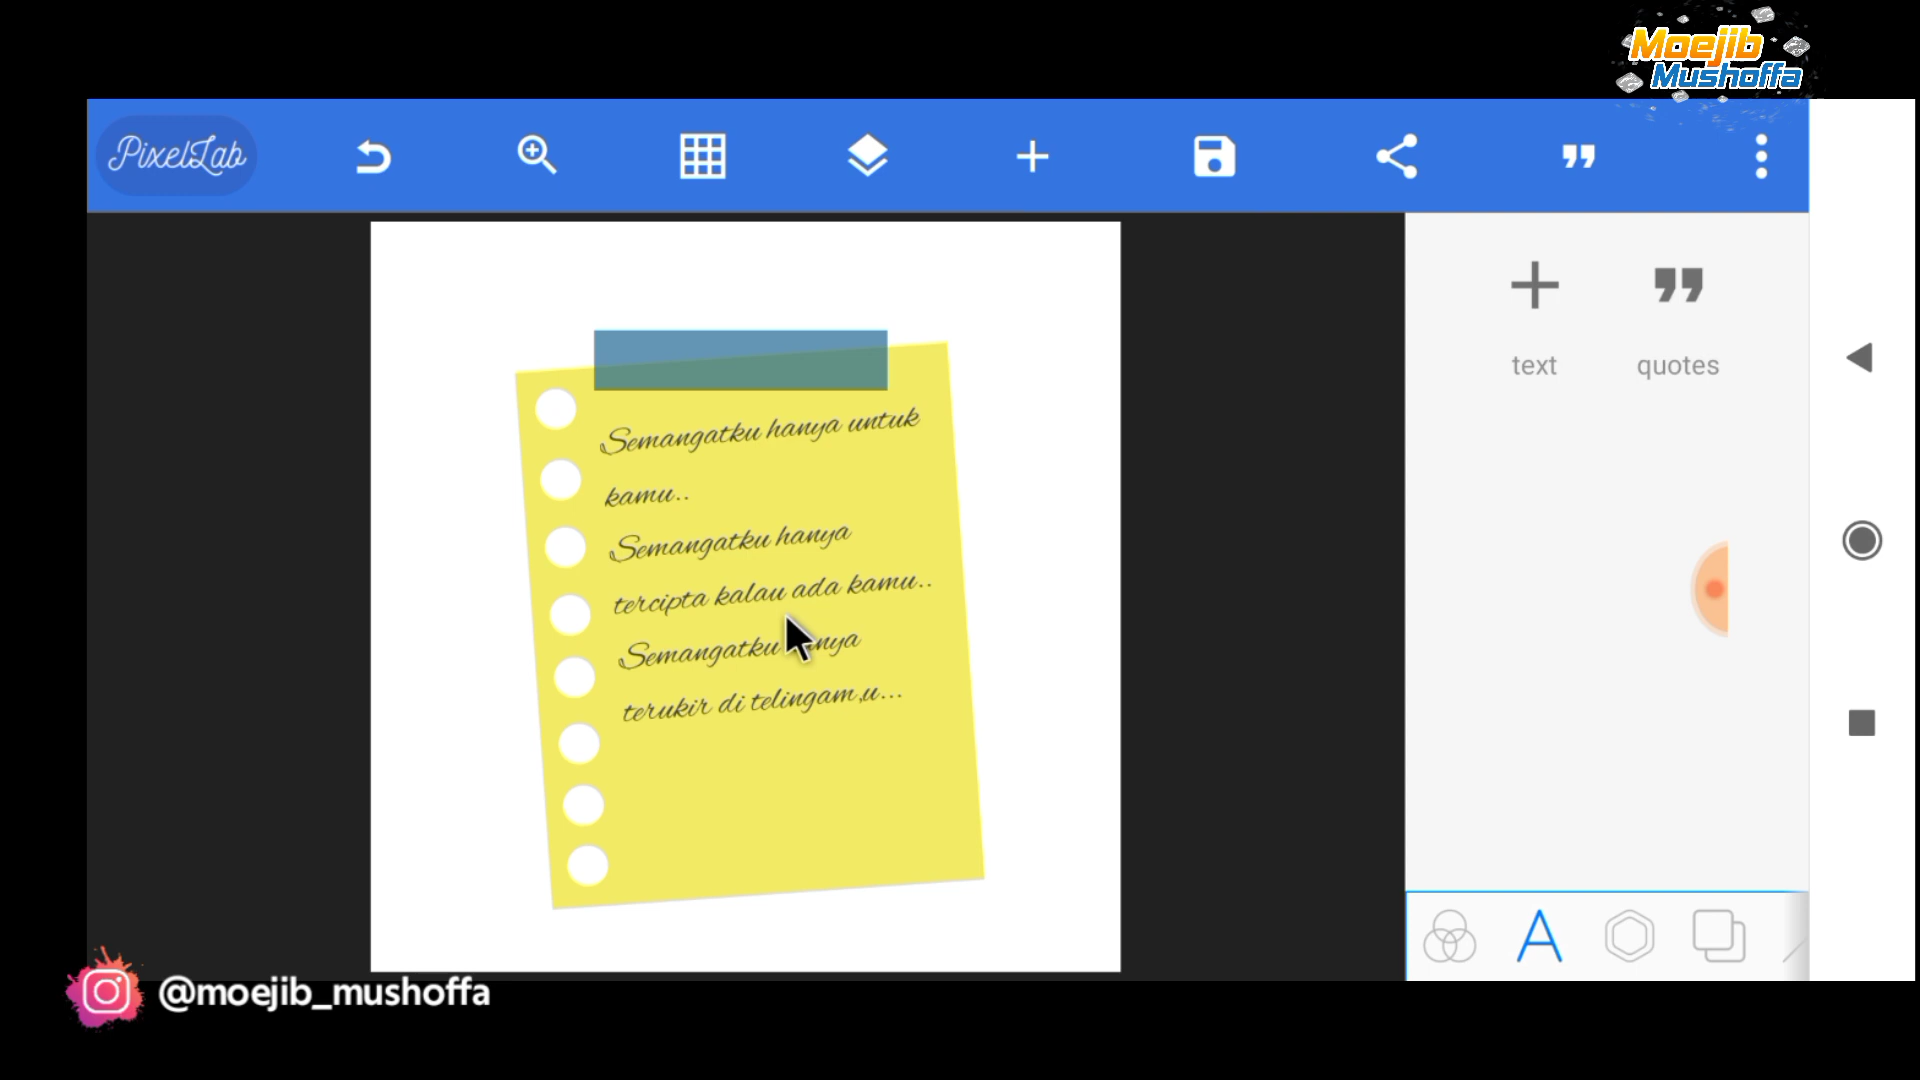 Moejib
Mushoffa
PixelLab
text
quotes
Semangatku hanya untuk
kamu..
Semangatku hanya
tercipta kalau ada kamu..
Semangatku
terukir di telingam,u...
@moejib_mushoffa